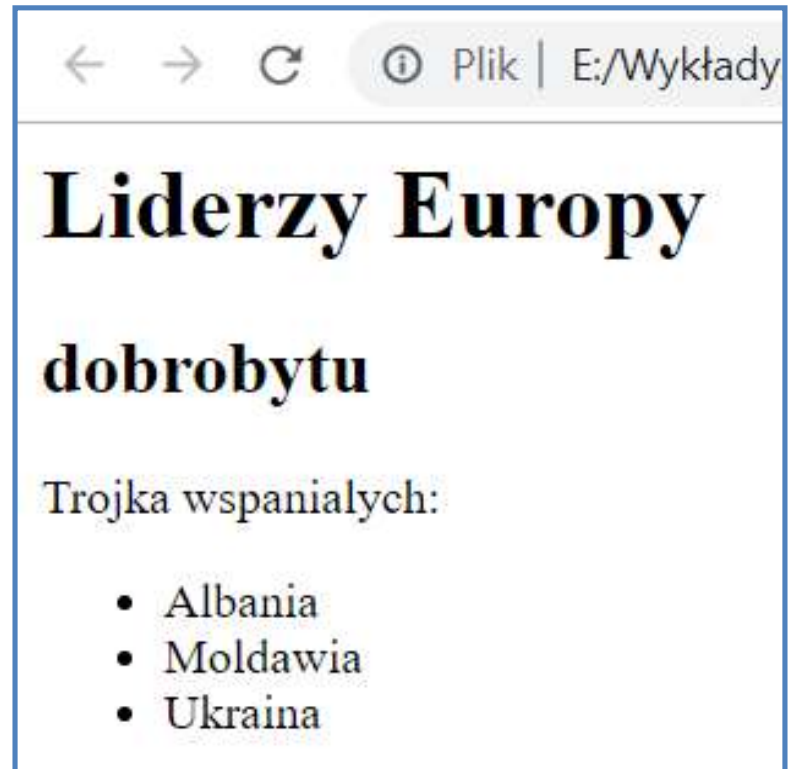 Plik | E:/Wykłady
Liderzy Europy
dobrobytu
Trojka wspanialych:
• Albania
• Moldawia
• Ukraina